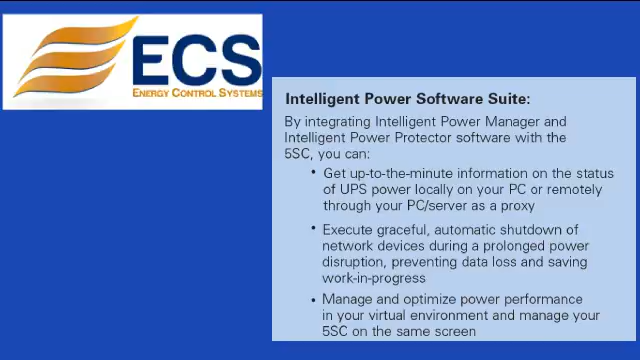 ECS
ENERGY CONTROL SYSTEMS
Intelligent Power Software Suite:
By integrating Intelligent Power Manager and
Intelligent Power Protector software with the
5SC, you can:
• Get up-to-the-minute information on the status
of UPS power locally on your PC or remotely
through your PC/server as a proxy
• Execute graceful, automatic shutdown of
network devices during a prolonged power
disruption, preventing data loss and saving
work-in-progress
• Manage and optimize power performance
in your virtual environment and manage your
5SC on the same screen